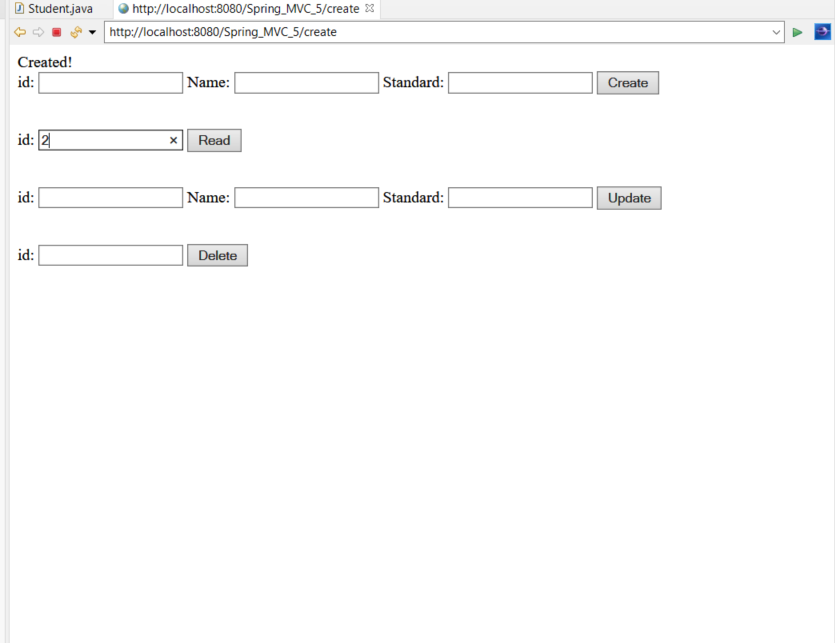 Student.java http://localhost:8080/Spring_MVC_5/create
http://localhost:8080/Spring_MVC_5/create
Created!
id: Name: Standard: Create
id: 2 Read
id: Name: Standard: Update
id: Delete